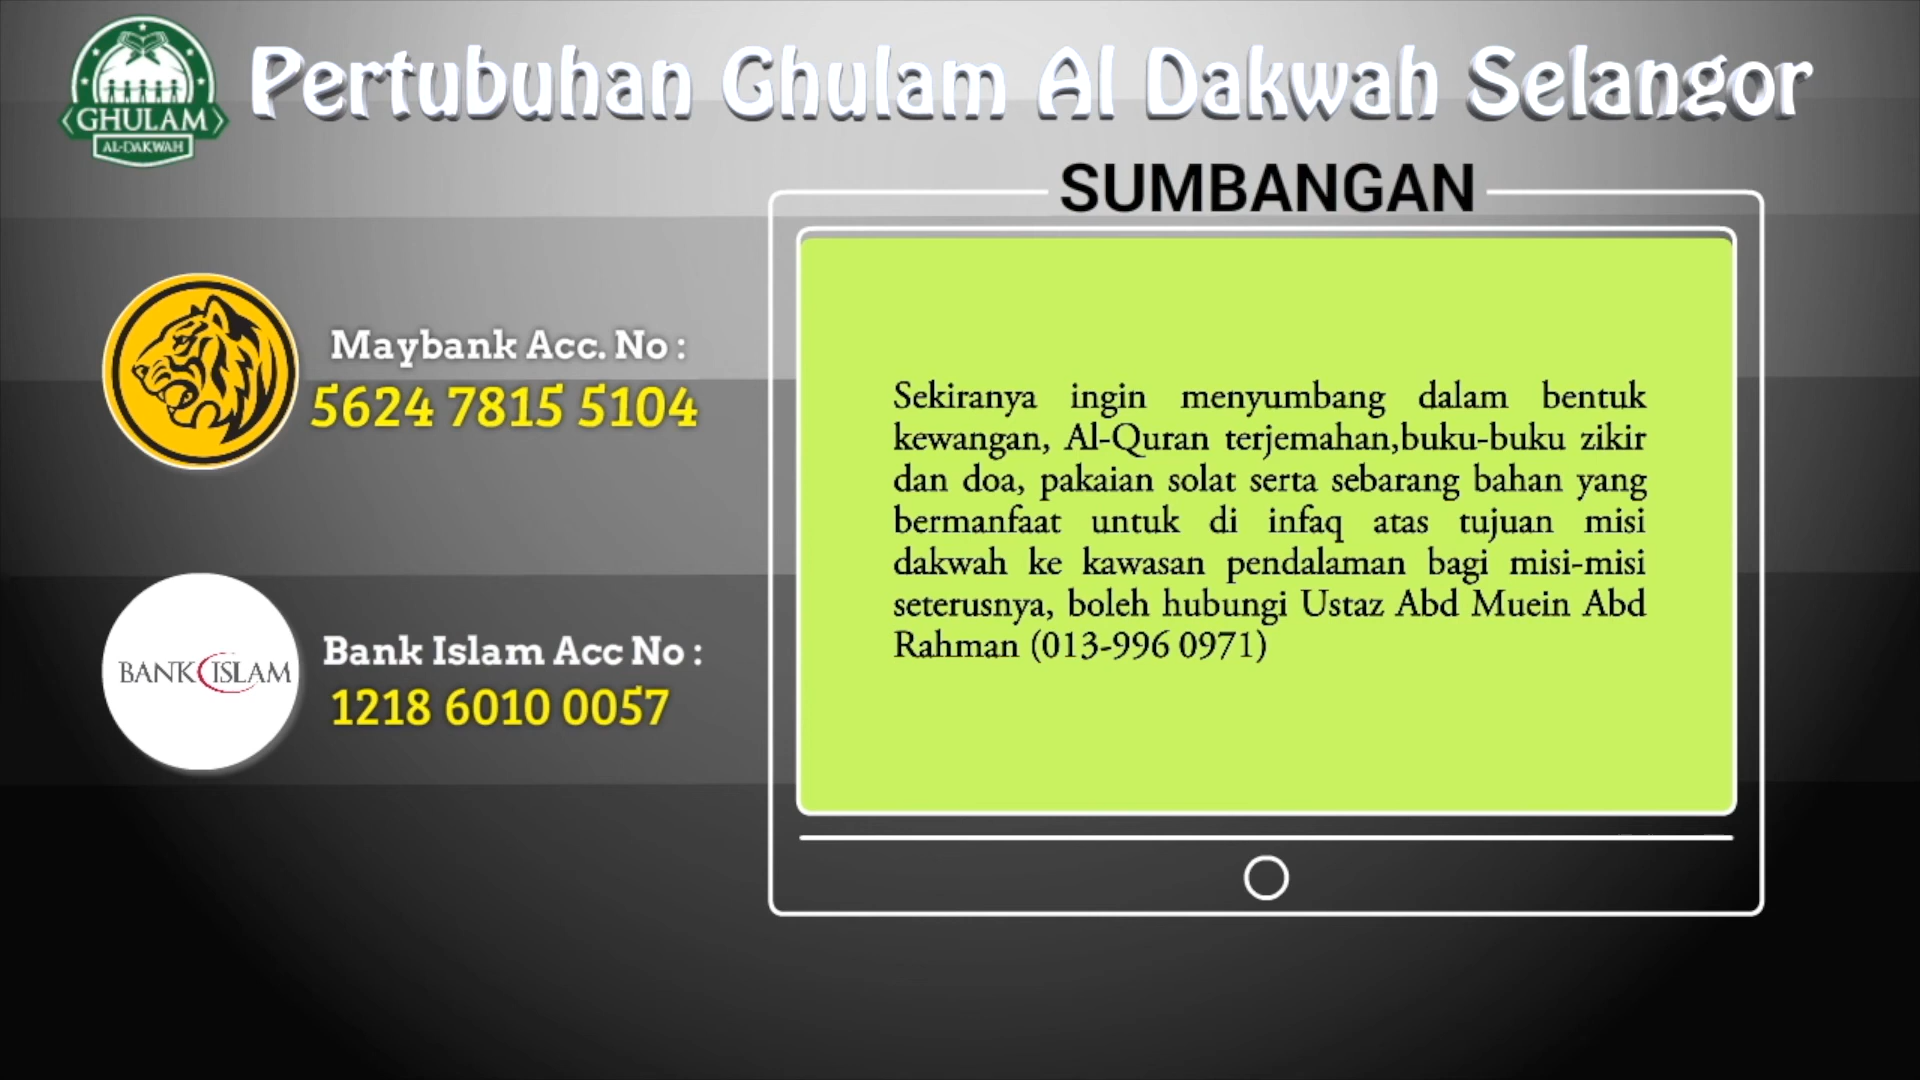 GHULAM
AL-DAKWAH
Pertubuhan Ghulam Al Dakwah Selangor
Maybank Acc. No :
5624 7815 5104
BANK ISLAM
Bank Islam Acc No :
1218 6010 0057
SUMBANGAN
Sekiranya ingin menyumbang dalam bentuk
kewangan, Al-Quran terjemahan,buku-buku zikir
dan doa, pakaian solat serta sebarang bahan yang
bermanfaat untuk di infaq atas tujuan misi
dakwah ke kawasan pendalaman bagi misi-misi
seterusnya, boleh hubungi Ustaz Abd Muein Abd
Rahman (013-996 0971)